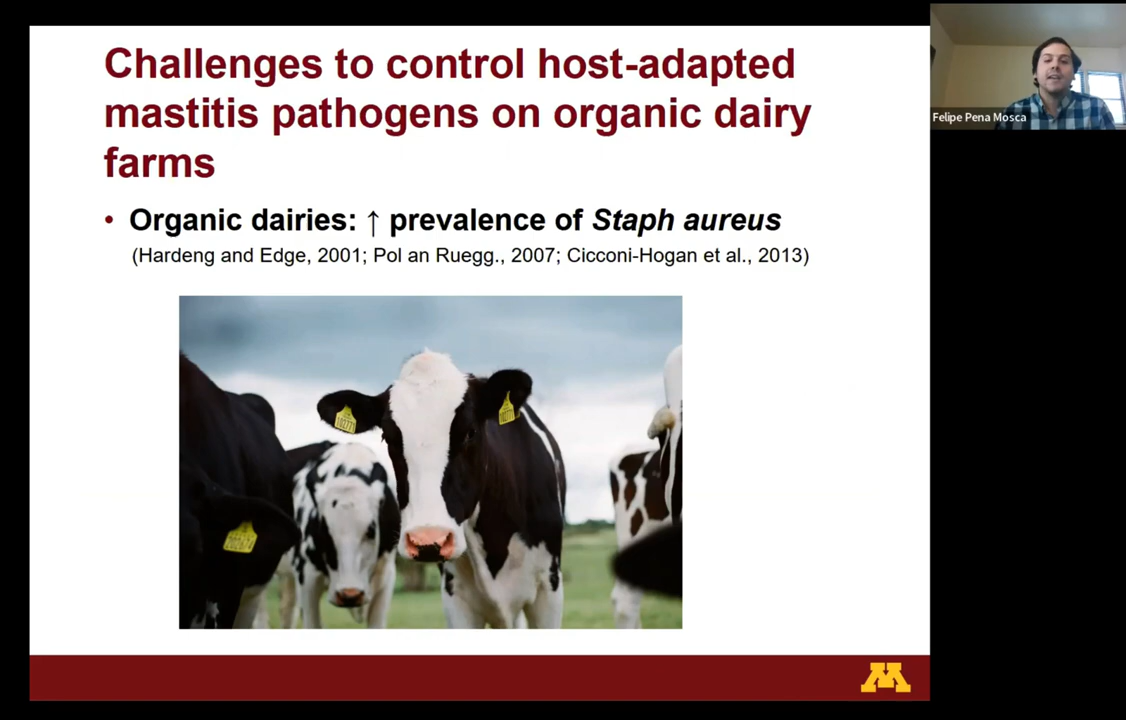 Challenges to control host-adapted
mastitis pathogens on organic dairy
farms
• Organic dairies: ↑ prevalence of Staph aureus
(Hardeng and Edge, 2001; Pol an Ruegg., 2007; Cicconi-Hogan et al., 2013)
Felipe Pena Mosca
M